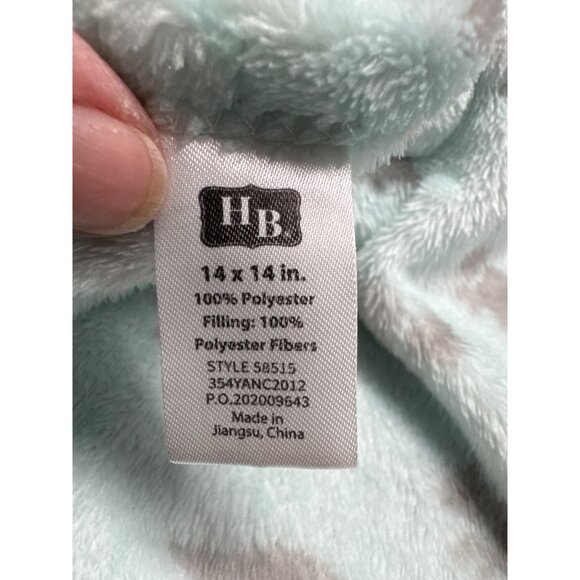 HB
14 x 14 in.
100% Polyester
Filling: 100%
Polyester Fibers
STYLE 58515
354YANC2012
P.O.202009643
Made in
Jiangsu, China